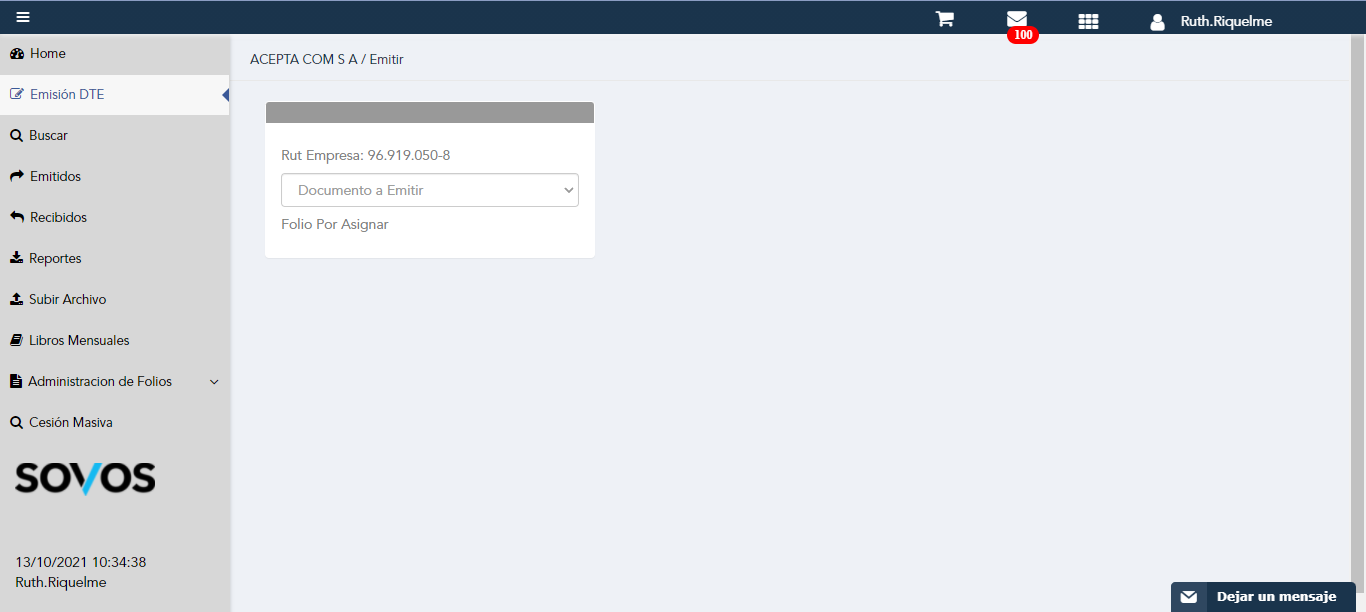 Ruth.Riquelme
100
Home
ACEPTA COM S A / Emitir
Emisión DTE
Buscar
Emitidos
Recibidos
Reportes
Subir Archivo
Libros Mensuales
Administracion de Folios
Cesión Masiva
Rut Empresa: 96.919.050-8
Documento a Emitir
Folio Por Asignar
SOVOS
13/10/2021 10:34:38
Ruth.Riquelme
Dejar un mensaje